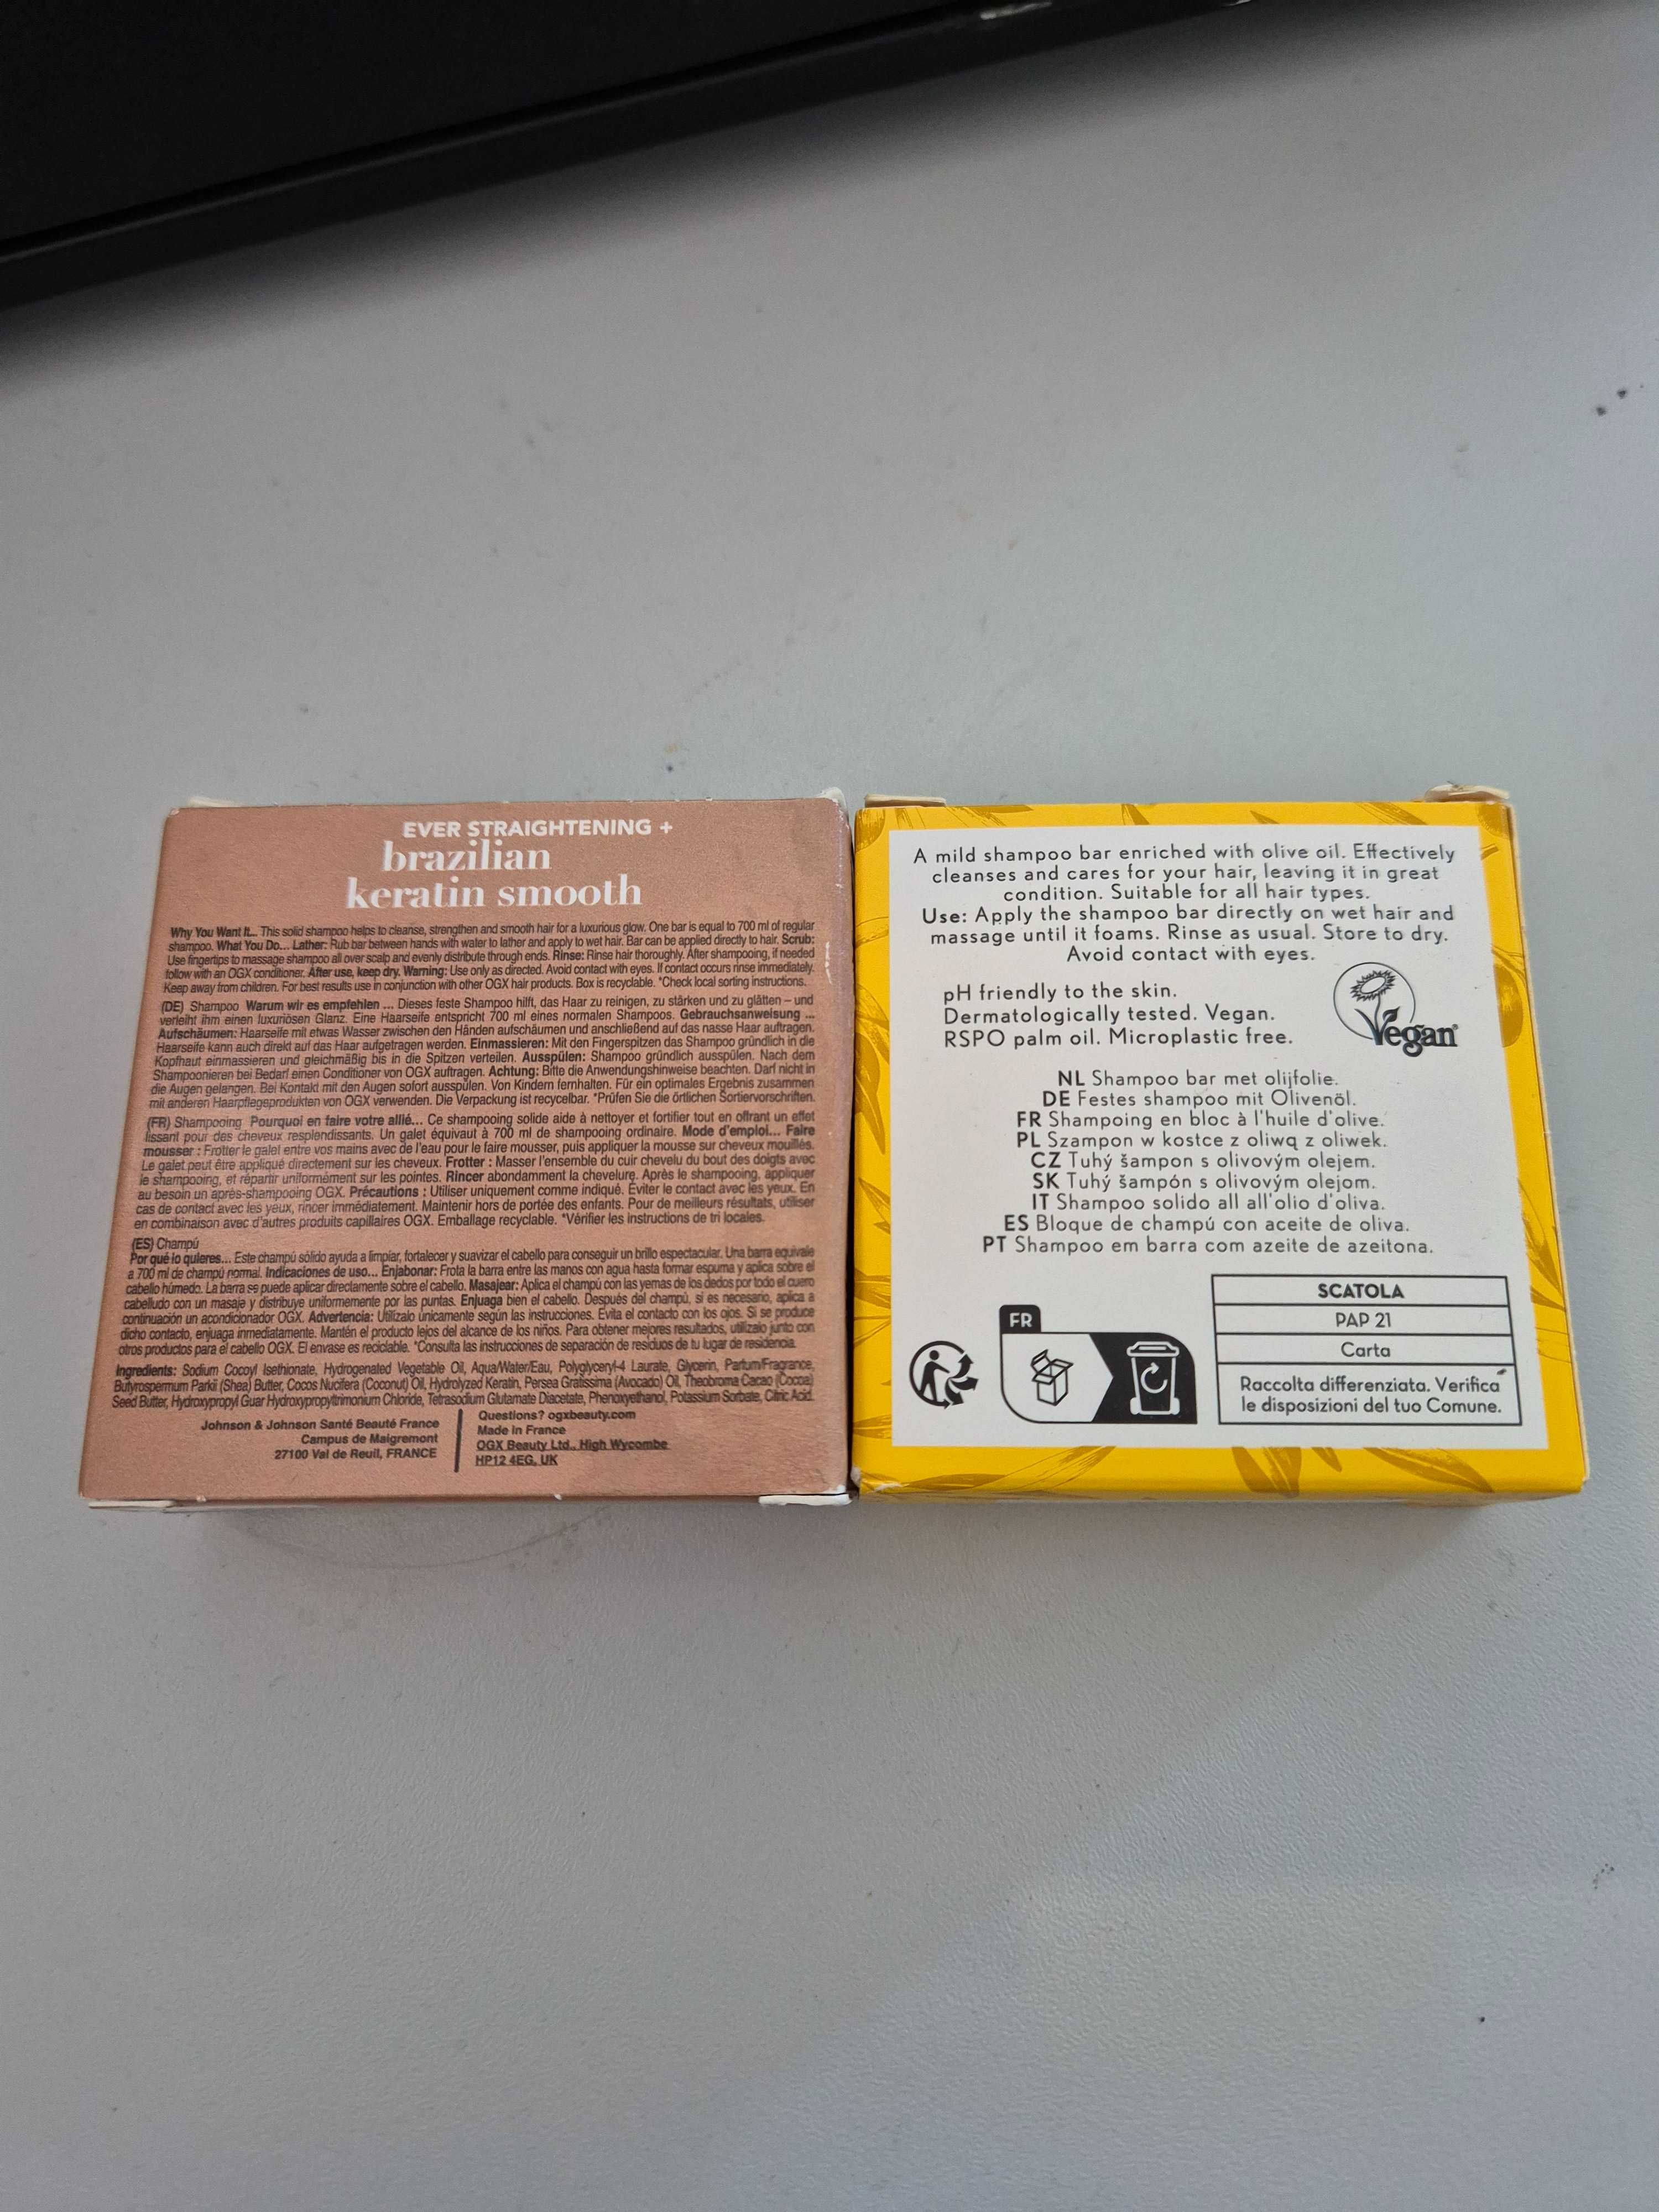 EVER STRAIGHTENING +
brazilian
keratin smooth
Why You Want It... This solid shampoo helps to cleanse, strengthen and smooth hair for a luxurious glow. One bar is equal to 700 ml of regular
shampoo. What You Do... Lather: Rub bar between hands with water to lather and apply to wet hair. Bar can be applied directly to hair. Scrub:
Use fingertips to massage shampoo all over scalp and evenly distribute through ends. Rinse: Rinse hair thoroughly. After shampooing, if needed
follow with an OGX conditioner. After use, keep dry. Warning: Use only as directed. Avoid contact with eyes. If contact occurs rinse immediately.
Keep away from children. For best results use in conjunction with other OGX hair products. Box is recyclable. *Check local sorting instructions.
(DE) Shampoo Warum wir es empfehlen ... Dieses feste Shampoo hilft, das Haar zu reinigen, zu stärken und zu glätten – und
verleiht ihm einen luxuriösen Glanz. Eine Haarseife entspricht 700 ml eines normalen Shampoos. Gebrauchsanweisung ...
Aufschäumen: Haarseife mit etwas Wasser zwischen den Händen aufschäumen und anschließend auf das nasse Haar auftragen.
Haarseife kann auch direkt auf das Haar aufgetragen werden. Einmassieren: Mit den Fingerspitzen das Shampoo gründlich in die
Kopfhaut einmassieren und gleichmäßig bis in die Spitzen verteilen. Ausspülen: Shampoo gründlich ausspülen. Nach dem
Shampoonieren bei Bedarf einen Conditioner von OGX auftragen. Achtung: Bitte die Anwendungshinweise beachten. Darf nicht in
die Augen gelangen. Bei Kontakt mit den Augen sofort ausspülen. Von Kindern fernhalten. Für ein optimales Ergebnis zusammen
mit anderen Haarpflegeprodukten von OGX verwenden. Die Verpackung ist recycelbar. *Prüfen Sie die örtlichen Sortiervorschriften.
(FR) Shampooing Pourquoi en faire votre allié... Ce shampooing solide aide à nettoyer et fortifier tout en offrant un effet
lissant pour des cheveux resplendissants. Un galet équivaut à 700 ml de shampooing ordinaire. Mode d'emploi... Faire
mousser : Frotter le galet entre vos mains avec de l'eau pour le faire mousser, puis appliquer la mousse sur cheveux mouillés.
Le galet peut être appliqué directement sur les cheveux. Frotter : Masser l'ensemble du cuir chevelu du bout des doigts avec
le shampooing, et répartir uniformément sur les pointes. Rincer abondamment la chevelure. Après le shampooing, appliquer
au besoin un après-shampooing OGX. Précautions : Utiliser uniquement comme indiqué. Éviter le contact avec les yeux. En
cas de contact avec les yeux, rincer immédiatement. Maintenir hors de portée des enfants. Pour de meilleurs résultats, utiliser
en combinaison avec d'autres produits capillaires OGX. Emballage recyclable. *Vérifier les instructions de tri locales.
(ES) Champú
Por qué lo quieres... Este champú sólido ayuda a limpiar, fortalecer y suavizar el cabello para conseguir un brillo espectacular. Una barra equivale
a 700 ml de champú normal. Indicaciones de uso... Enjabonar: Frota la barra entre las manos con agua hasta formar espuma y aplica sobre el
cabello húmedo. La barra se puede aplicar directamente sobre el cabello. Masajear: Aplica el champú con las yemas de los dedos por todo el cuero
cabelludo con un masaje y distribuye uniformemente por las puntas. Enjuaga bien el cabello. Después del champú, si es necesario, aplica a
continuación un acondicionador OGX. Advertencia: Utilízalo únicamente según las instrucciones. Evita el contacto con los ojos. Si se produce
dicho contacto, enjuaga inmediatamente. Mantén el producto lejos del alcance de los niños. Para obtener mejores resultados, utilízalo junto con
otros productos para el cabello OGX. El envase es reciclable. *Consulta las instrucciones de separación de residuos de tu lugar de residencia.
Ingredients: Sodium Cocoyl Isethionate, Hydrogenated Vegetable Oil, Aqua/Water/Eau, Polyglyceryl-4 Laurate, Glycerin, Parfum/Fragrance,
Butyrospermum Parkii (Shea) Butter, Cocos Nucifera (Coconut) Oil, Hydrolyzed Keratin, Persea Gratissima (Avocado) Oil, Theobroma Cacao (Cocoa)
Seed Butter, Hydroxypropyl Guar Hydroxypropyltrimonium Chloride, Tetrasodium Glutamate Diacetate, Phenoxyethanol, Potassium Sorbate, Citric Acid.
Johnson & Johnson Santé Beauté France
Campus de Maigremont
27100 Val de Reuil, FRANCE
Questions? ogxbeauty.com
Made in France
OGX Beauty Ltd., High Wycombe
HP12 4EG, UK
A mild shampoo bar enriched with olive oil. Effectively
cleanses and cares for your hair, leaving it in great
condition. Suitable for all hair types.
Use: Apply the shampoo bar directly on wet hair and
massage until it foams. Rinse as usual. Store to dry.
Avoid contact with eyes.
pH friendly to the skin.
Dermatologically tested. Vegan.
RSPO palm oil. Microplastic free.
Vegan
NL Shampoo bar met olijfolie.
DE Festes shampoo mit Olivenöl.
FR Shampoing en bloc à l'huile d'olive.
PL Szampon w kostce z oliwą z oliwek.
CZ Tuhý šampon s olivovým olejem.
SK Tuhý šampón s olivovým olejom.
IT Shampoo solido all all'olio d'oliva.
ES Bloque de champú con aceite de oliva.
PT Shampoo em barra com azeite de azeitona.
FR
SCATOLA
PAP 21
Carta
Raccolta differenziata. Verifica
le disposizioni del tuo Comune.